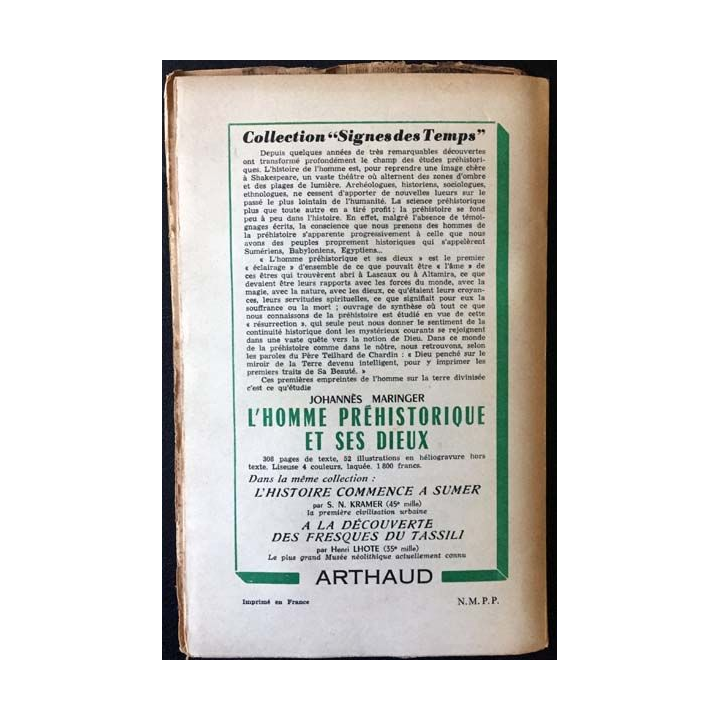 Collection “Signes des Temps”
Depuis quelques années de très remarquables découvertes
ont transformé profondément le champ des études préhistori-
ques. L'histoire de l'homme est, pour reprendre une image chère
à Shakespeare, un vaste théâtre où alternent des zones d'ombre
et des plages de lumière. Archéologues, historiens, sociologues,
ethnologues, ne cessent d'apporter de nouvelles lueurs sur le
passé le plus lointain de l'humanité. La science préhistorique
plus que toute autre en a tiré profit ; la préhistoire se fond
peu à peu dans l'histoire. En effet, malgré l'absence de témoi-
gnages écrits, la conscience que nous prenons des hommes de
la préhistoire s'apparente progressivement à celle que nous
avons des peuples proprement historiques qui s'appelèrent
Sumériens, Babyloniens, Egyptiens...
« L'homme préhistorique et ses dieux » est le premier
« éclairage » d'ensemble de ce que pouvait être « l'âme » de
ces êtres qui trouvèrent abri à Lascaux ou à Altamira, ce que
devaient être leurs rapports avec les forces du monde, avec la
magie, avec la nature, avec les dieux, ce qu'étaient leurs croyan-
ces, leurs servitudes spirituelles, ce que signifiait pour eux la
souffrance ou la mort ; ouvrage de synthèse où tout ce que
nous connaissons de la préhistoire est étudié en vue de cette
« résurrection », qui seule peut nous donner le sentiment de la
continuité historique dont les mystérieux courants se rejoignent
dans une vaste quête vers la notion de Dieu. Dans ce monde
de la préhistoire comme dans le nôtre, nous retrouvons, selon
les paroles du Père Teilhard de Chardin : « Dieu penché sur le
miroir de la Terre devenu intelligent, pour y imprimer les
premiers traits de Sa Beauté. »
Ces premières empreintes de l'homme sur la terre divinisée
c'est ce qu'étudie
JOHANNÈS MARINGER
L'HOMME PRÉHISTORIQUE
ET SES DIEUX
308 pages de texte, 52 illustrations en héliogravure hors
texte. Liseuse 4 couleurs, laquée. 1 800 francs.
Dans la même collection :
L'HISTOIRE COMMENCE A SUMER
par S. N. KRAMER (45e mille)
la première civilisation urbaine
A LA DÉCOUVERTE
DES FRESQUES DU TASSILI
par Henri LHOTE (35e mille)
Le plus grand Musée néolithique actuellement connu
ARTHAUD
Imprimé en France
N. M. P. P.